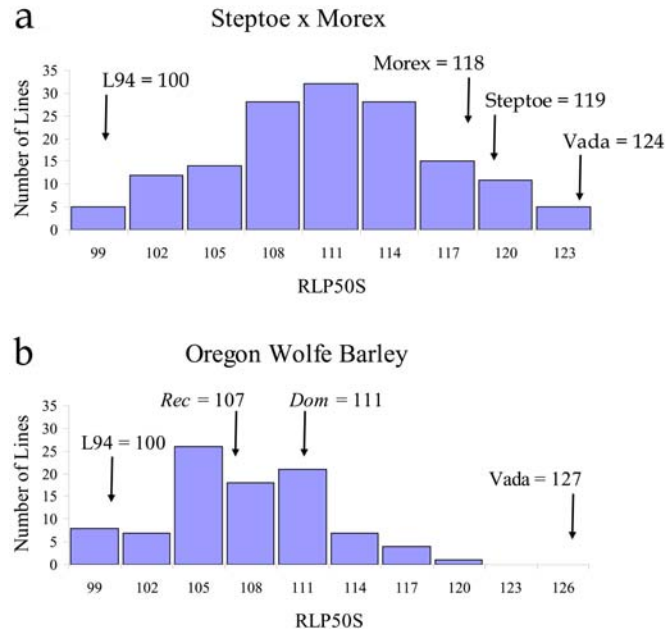 a
Steptoe x Morex
Number of Lines
35
30
25
20
15
10
5
0
L94 = 100
Morex = 118
Steptoe = 119
Vada = 124
99 102 105 108 111 114 117 120 123
RLP50S
b
Oregon Wolfe Barley
Number of Lines
35
30
25
20
15
10
5
0
L94 = 100
Rec = 107
Dom = 111
Vada = 127
99 102 105 108 111 114 117 120 123 126
RLP50S